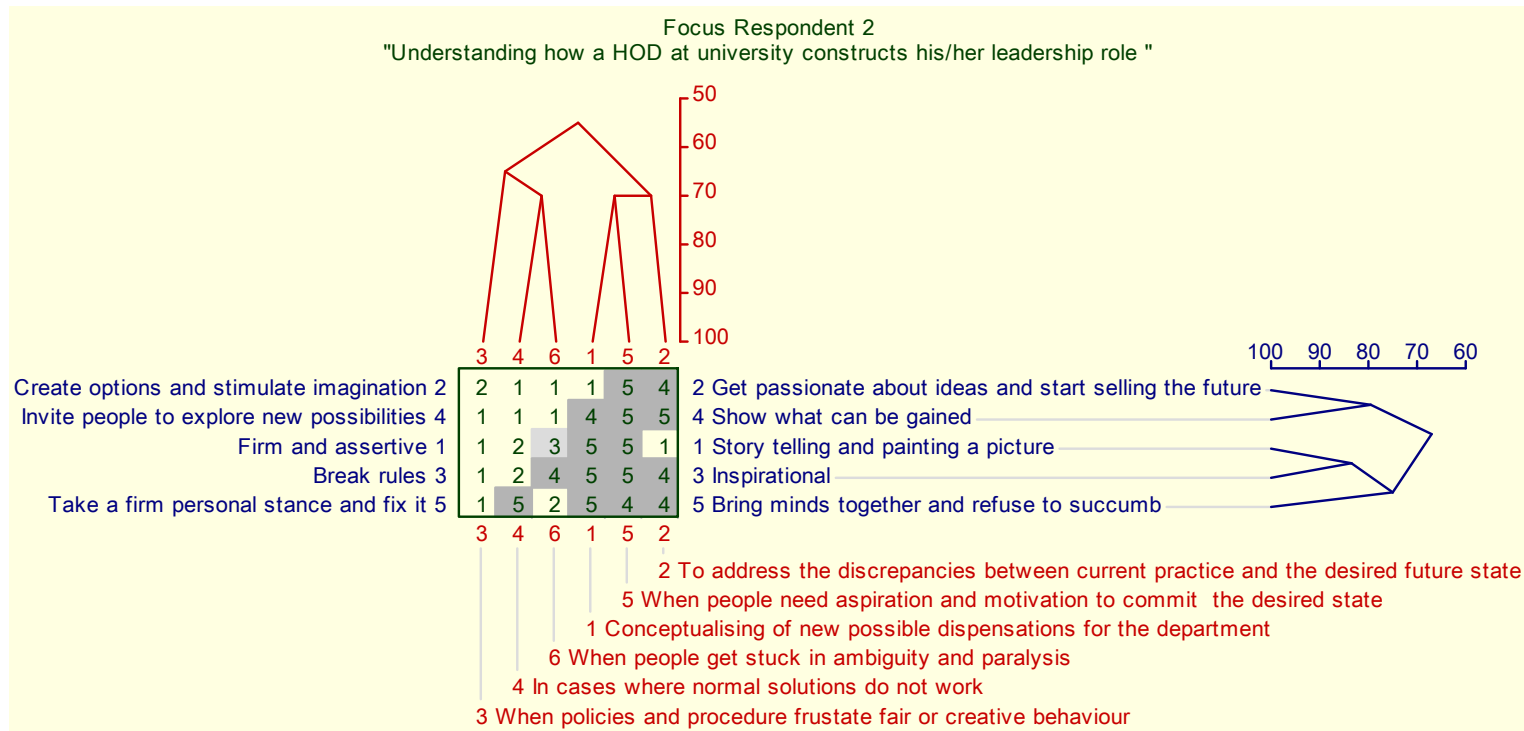 Focus Respondent 2
"Understanding how a HOD at university constructs his/her leadership role "
50
60
70
80
90
100
3 4 6 1 5 2
100 90 80 70 60
Create options and stimulate imagination 2 2 1 1 1 5 4 2 Get passionate about ideas and start selling the future
Invite people to explore new possibilities 4 1 1 1 4 5 5 4 Show what can be gained
Firm and assertive 1 1 2 3 5 5 1 1 Story telling and painting a picture
Break rules 3 1 2 4 5 5 4 3 Inspirational
Take a firm personal stance and fix it 5 1 5 2 5 4 4 5 Bring minds together and refuse to succumb
3 4 6 1 5 2
2 To address the discrepancies between current practice and the desired future state
5 When people need aspiration and motivation to commit the desired state
1 Conceptualising of new possible dispensations for the department
6 When people get stuck in ambiguity and paralysis
4 In cases where normal solutions do not work
3 When policies and procedure frustate fair or creative behaviour